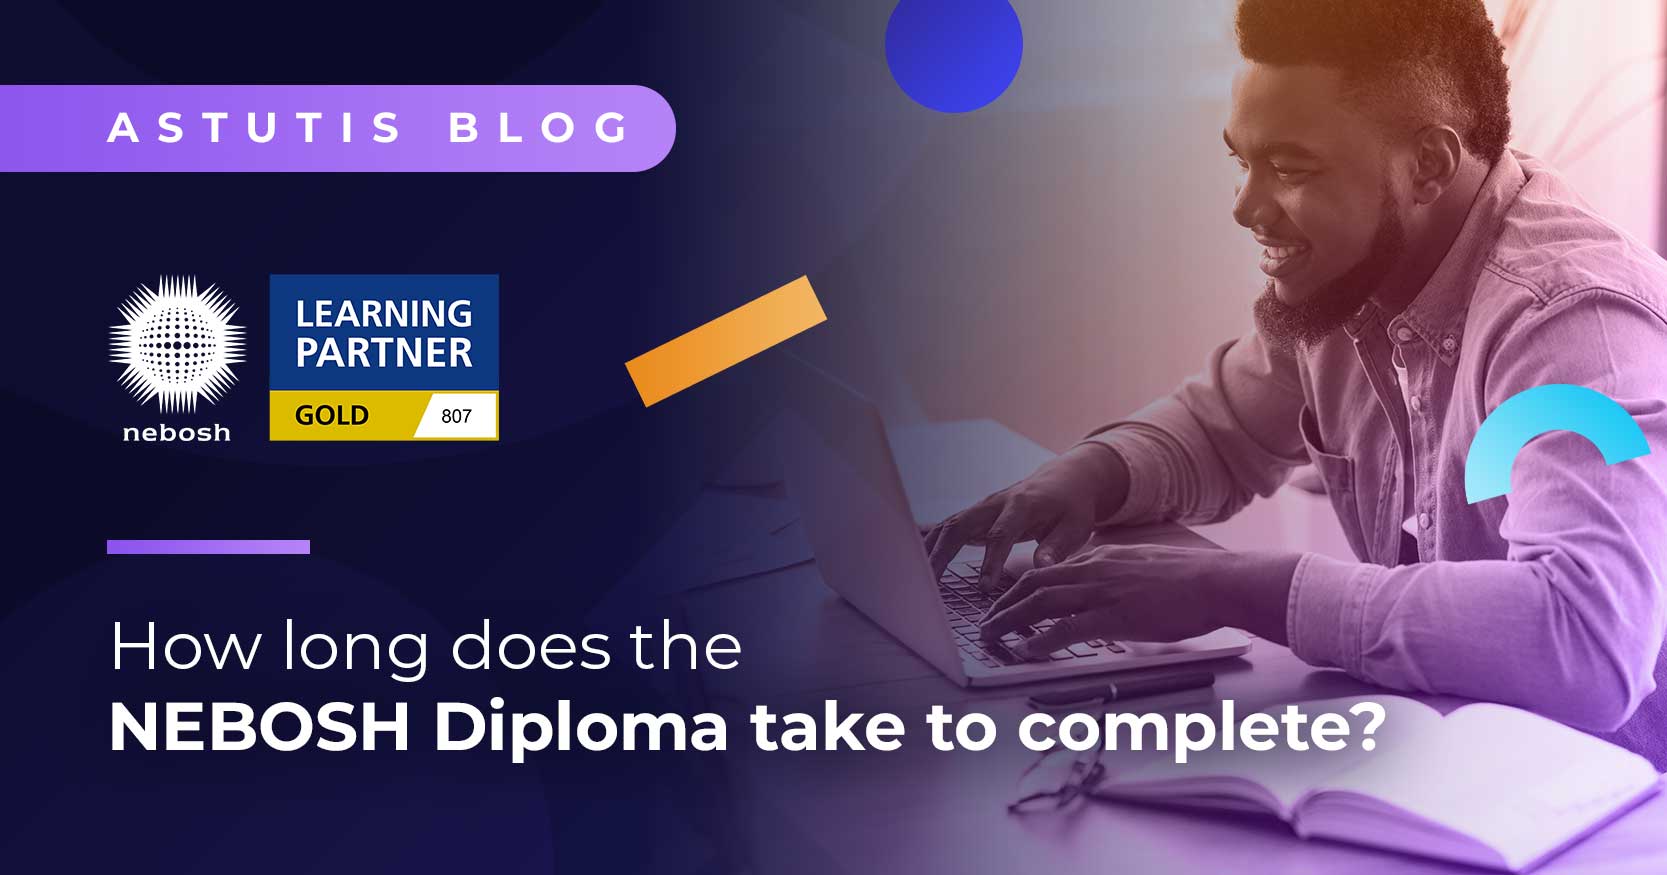 ASTUTIS BLOG
nebosh
LEARNING
PARTNER
GOLD 807
How long does the
NEBOSH Diploma take to complete?